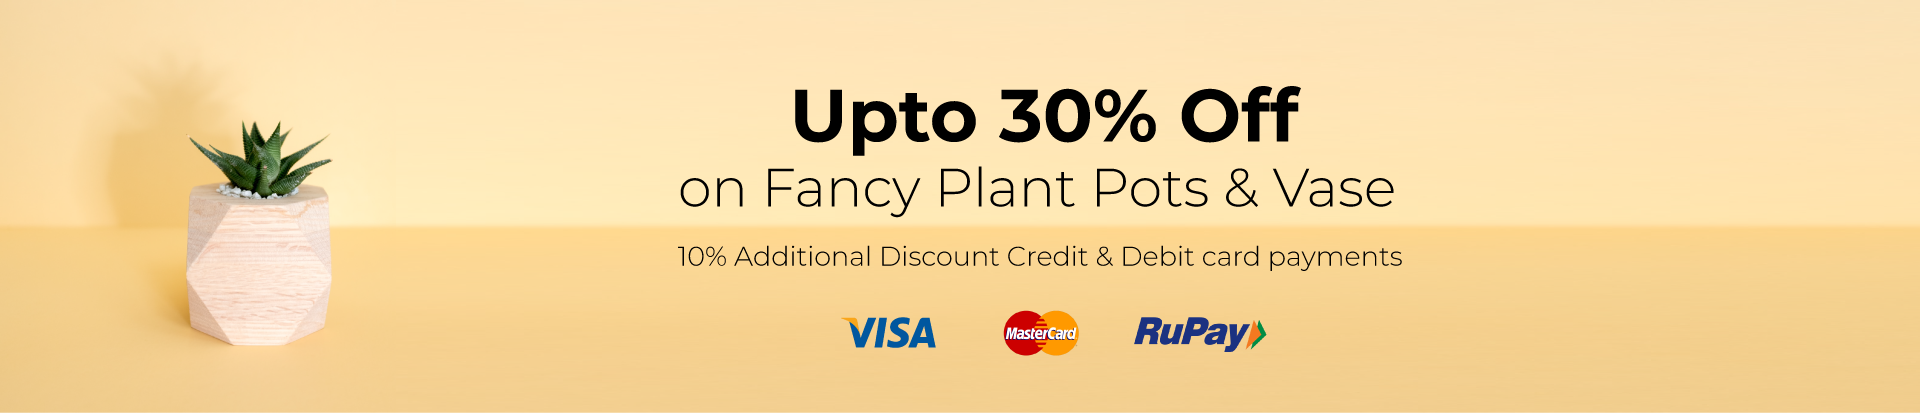 Upto 30% Off
on Fancy Plant Pots & Vase
10% Additional Discount Credit & Debit card payments
VISA MasterCard RuPay